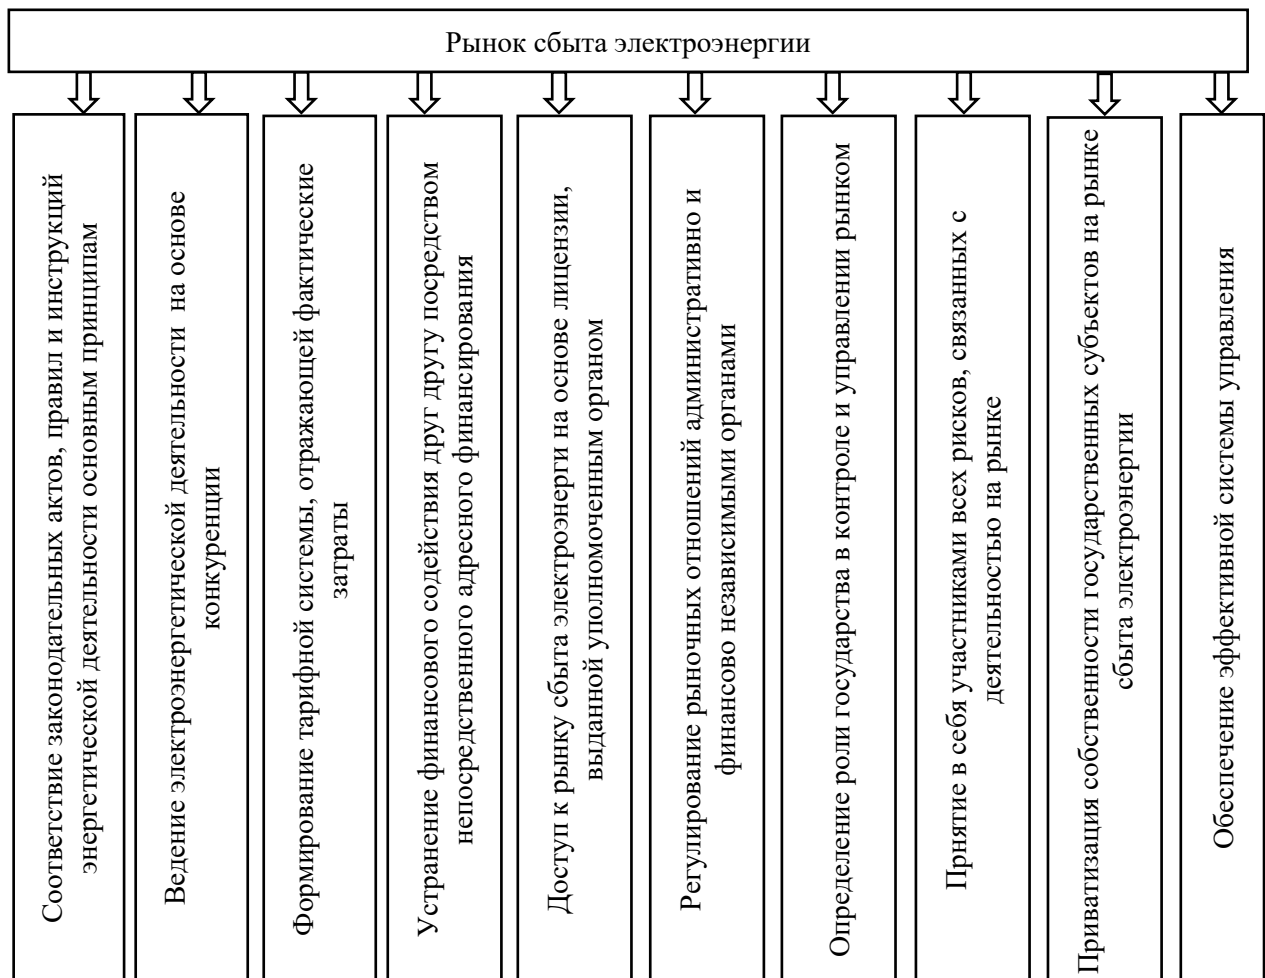 Рынок сбыта электроэнергии
Соответствие законодательных актов, правил и инструкций
энергетической деятельности основным принципам
Ведение электроэнергетической деятельности на основе
конкуренции
Формирование тарифной системы, отражающей фактические
затраты
Устранение финансового содействия друг другу посредством
непосредственного адресного финансирования
Доступ к рынку сбыта электроэнерги на основе лицензии,
выданной уполномоченным органом
Регулирование рыночных отношений административно и
финансово независимыми органами
Определение роли государства в контроле и управлении рынком
Прнятие в себя участниками всех рисков, связанных с
деятельностью на рынке
Приватизация собственности государственных субъектов на рынке
сбыта электроэнергии
Обеспечение эффективной системы управления